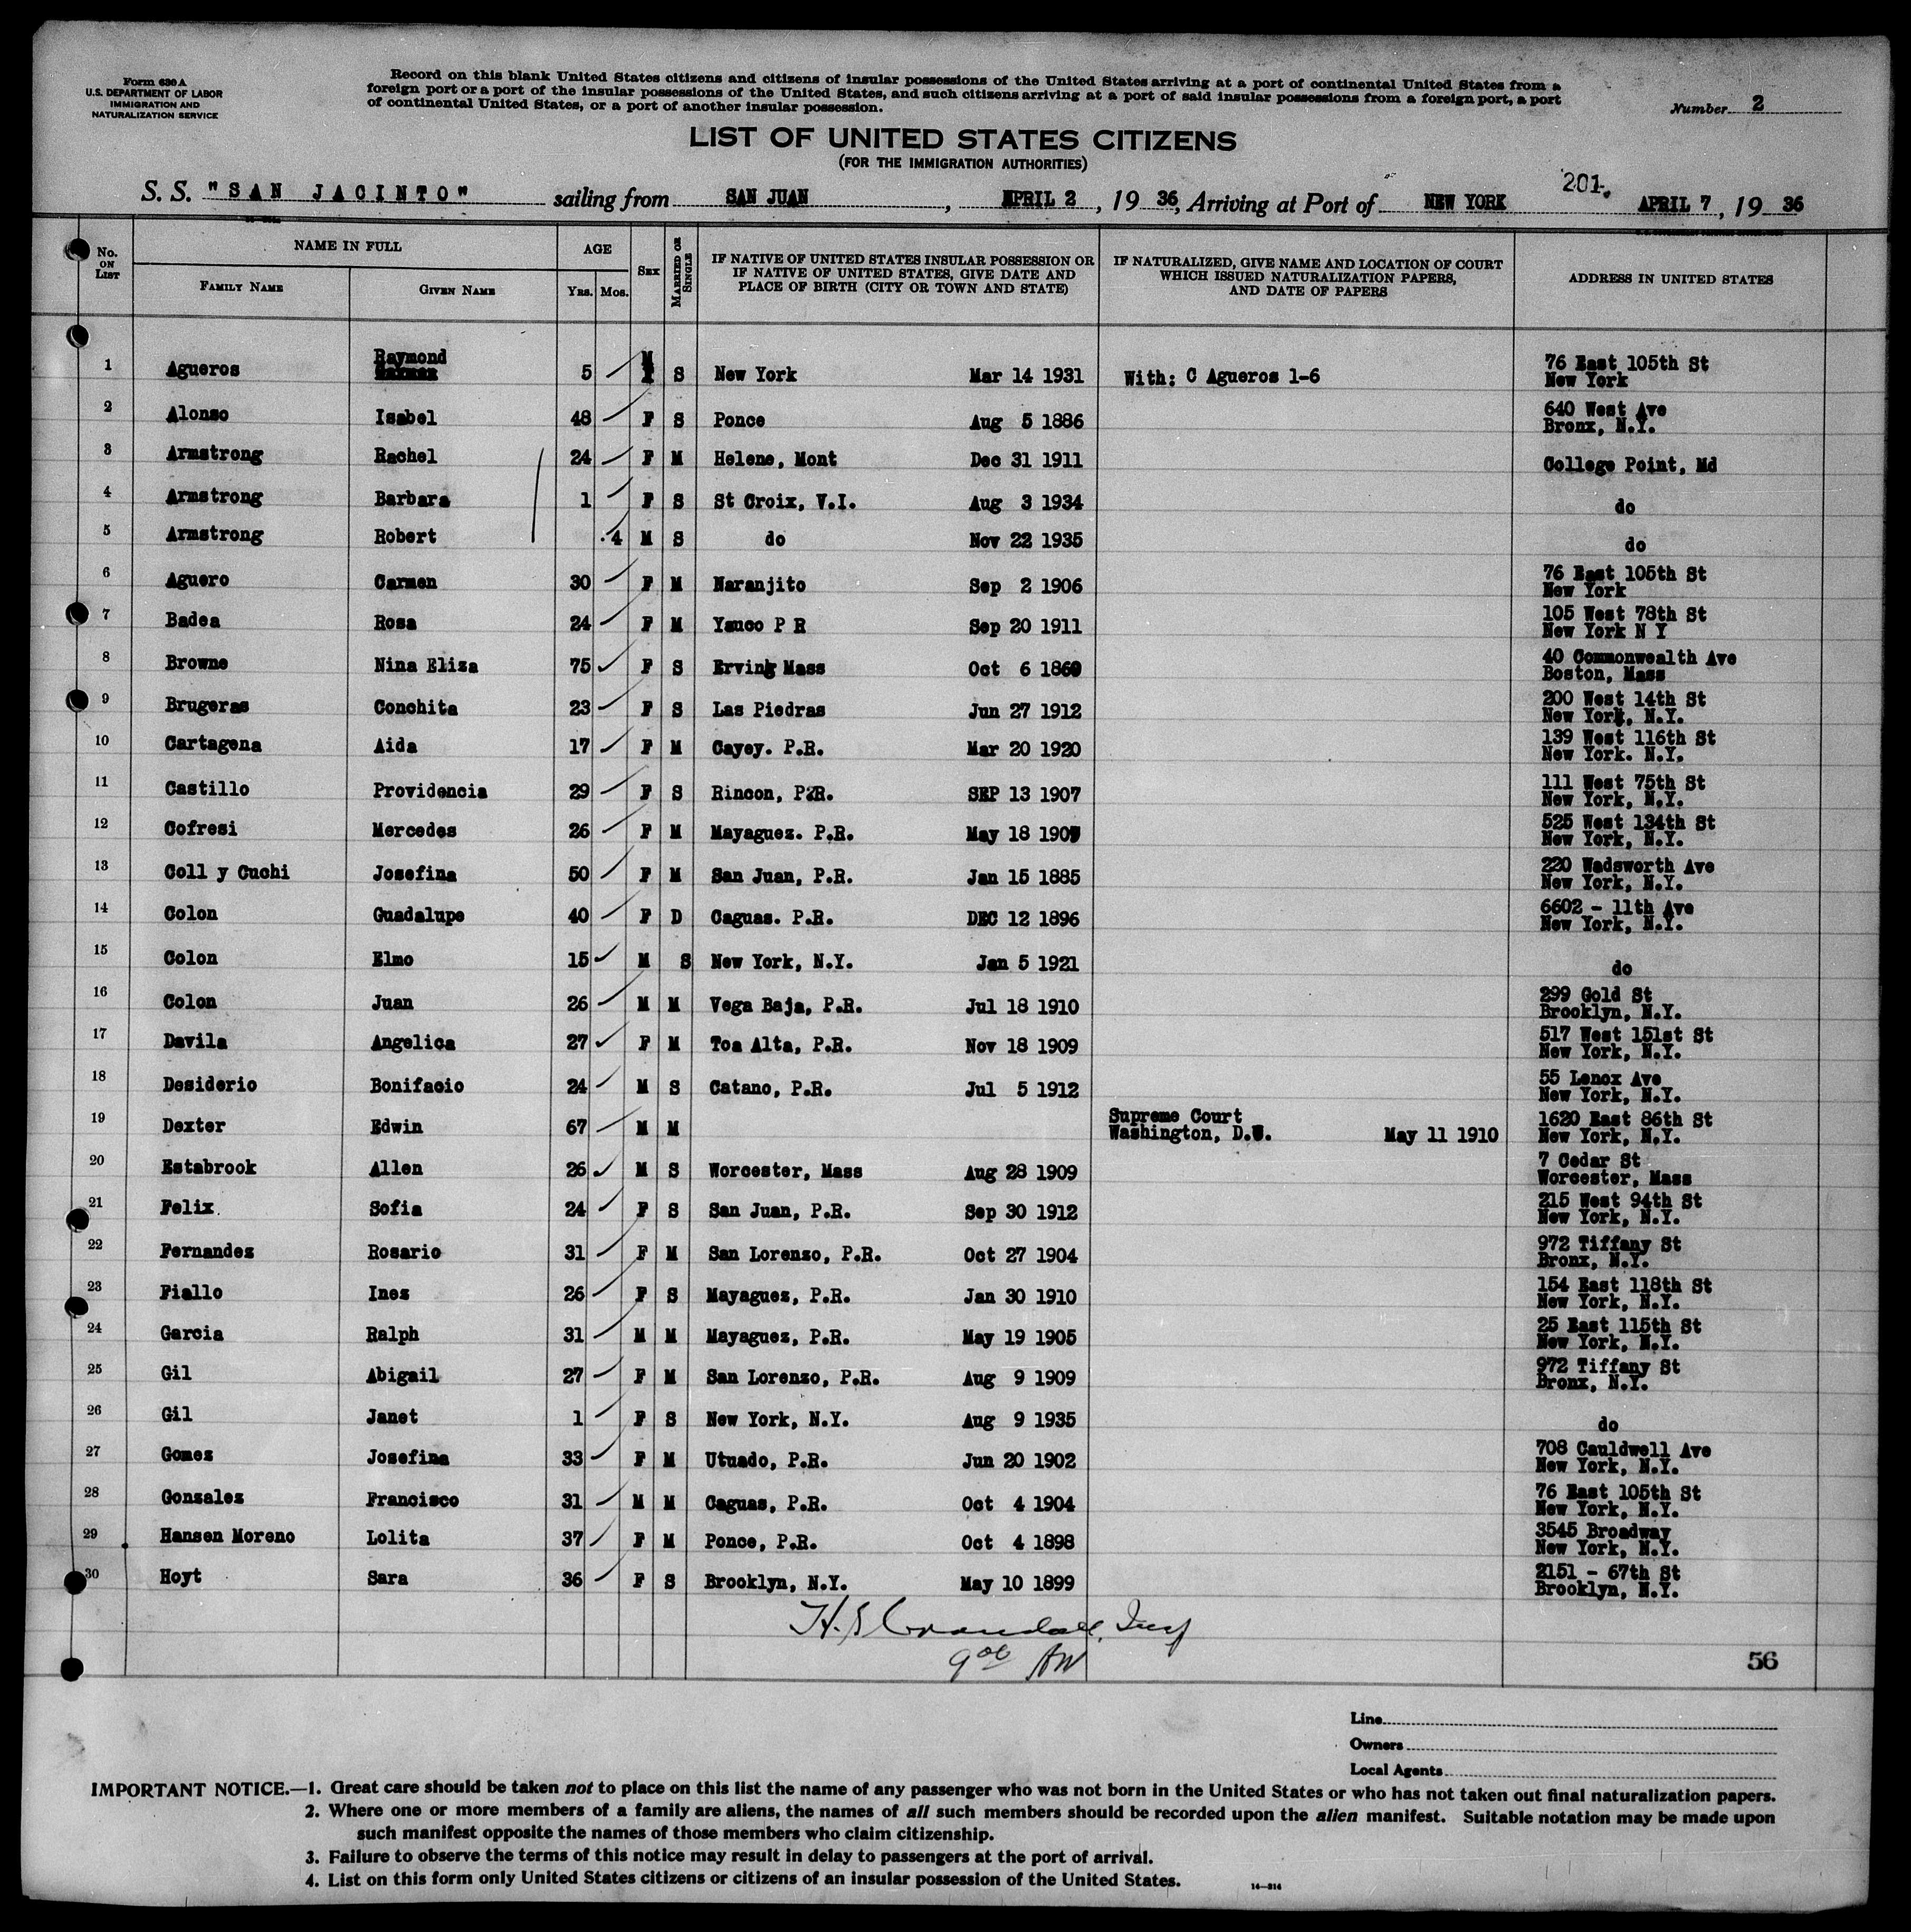 Form 630 A
U.S. DEPARTMENT OF LABOR
IMMIGRATION AND
NATURALIZATION SERVICE
Record on this blank United States citizens and citizens of insular possessions of the United States arriving at a port of continental United States from a
foreign port or a port of the insular possessions of the United States, and such citizens arriving at a port of said insular possessions from a foreign port, a port
of continental United States, or a port of another insular possession.
Number 2
LIST OF UNITED STATES CITIZENS
(FOR THE IMMIGRATION AUTHORITIES)
201.
S. S. "SAN JACINTO" sailing from SAN JUAN, APRIL 2, 19 36, Arriving at Port of NEW YORK APRIL 7, 19 36
No. ON LIST
NAME IN FULL
FAMILY NAME
GIVEN NAME
AGE
YRS. MOS.
SEX
MARRIED OR SINGLE
IF NATIVE OF UNITED STATES INSULAR POSSESSION OR
IF NATIVE OF UNITED STATES, GIVE DATE AND
PLACE OF BIRTH (CITY OR TOWN AND STATE)
IF NATURALIZED, GIVE NAME AND LOCATION OF COURT
WHICH ISSUED NATURALIZATION PAPERS,
AND DATE OF PAPERS
ADDRESS IN UNITED STATES
1 Agueros Raymond 5 M S New York Mar 14 1931 With: C Agueros 1-6 76 East 105th St
New York
2 Alonso Isabel 48 F S Ponce Aug 5 1886 640 West Ave
Bronx, N.Y.
3 Armstrong Rachel 24 F M Helene, Mont Dec 31 1911 College Point, Md
4 Armstrong Barbara 1 F S St Croix, V.I. Aug 3 1934 do
5 Armstrong Robert .4 M S do Nov 22 1935 do
6 Aguero Carmen 30 F M Naranjito Sep 2 1906 76 East 105th St
New York
7 Badea Rosa 24 F M Yauco P R Sep 20 1911 105 West 78th St
New York N Y
8 Browne Nina Eliza 75 F S Erving Mass Oct 6 1860 40 Commonwealth Ave
Boston, Mass
9 Brugeras Conchita 23 F S Las Piedras Jun 27 1912 200 West 14th St
New York, N.Y.
10 Cartagena Aida 17 F M Cayey. P.R. Mar 20 1920 139 West 116th St
New York. N.Y.
11 Castillo Providencia 29 F S Rincon, P.R. SEP 13 1907 111 West 75th St
New York, N.Y.
12 Cofresi Mercedes 26 F M Mayaguez. P.R. May 18 1909 525 West 134th St
New York, N.Y.
13 Coll y Cuchi Josefina 50 F M San Juan, P.R. Jan 15 1885 220 Wadsworth Ave
New York, N.Y.
14 Colon Guadalupe 40 F D Caguas. P.R. DEC 12 1896 6602 - 11th Ave
New York, N.Y.
15 Colon Elmo 15 M S New York, N.Y. Jan 5 1921 do
16 Colon Juan 26 M M Vega Baja, P.R. Jul 18 1910 299 Gold St
Brooklyn, N.Y.
17 Davila Angelica 27 F M Toa Alta, P.R. Nov 18 1909 517 West 151st St
New York, N.Y.
18 Desiderio Bonifacio 24 M S Catano, P.R. Jul 5 1912 55 Lenox Ave
New York, N.Y.
19 Dexter Edwin 67 M M Supreme Court
Washington, D.C. May 11 1910 1620 East 86th St
New York, N.Y.
20 Estabrook Allen 26 M S Worcester, Mass Aug 28 1909 7 Cedar St
Worcester, Mass
21 Felix Sofia 24 F S San Juan, P.R. Sep 30 1912 215 West 94th St
New York, N.Y.
22 Fernandez Rosario 31 F M San Lorenzo, P.R. Oct 27 1904 972 Tiffany St
Bronx, N.Y.
23 Fiallo Ines 26 F S Mayaguez, P.R. Jan 30 1910 154 East 118th St
New York, N.Y.
24 Garcia Ralph 31 M M Mayaguez, P.R. May 19 1905 25 East 115th St
New York, N.Y.
25 Gil Abigail 27 F M San Lorenzo, P.R. Aug 9 1909 972 Tiffany St
Bronx, N.Y.
26 Gil Janet 1 F S New York, N.Y. Aug 9 1935 do
27 Gomez Josefina 33 F M Utuado, P.R. Jun 20 1902 708 Cauldwell Ave
New York, N.Y.
28 Gonzalez Francisco 31 M M Caguas, P.R. Oct 4 1904 76 East 105th St
New York, N.Y.
29 Hansen Moreno Lolita 37 F M Ponce, P.R. Oct 4 1898 3545 Broadway
New York, N.Y.
30 Hoyt Sara 36 F S Brooklyn, N.Y. May 10 1899 2151 - 67th St
Brooklyn, N.Y.
H. S. Crandall, Insp
9 00 AM
56
Line
Owners
Local Agents
IMPORTANT NOTICE.—1. Great care should be taken not to place on this list the name of any passenger who was not born in the United States or who has not taken out final naturalization papers.
2. Where one or more members of a family are aliens, the names of all such members should be recorded upon the alien manifest. Suitable notation may be made upon
such manifest opposite the names of those members who claim citizenship.
3. Failure to observe the terms of this notice may result in delay to passengers at the port of arrival.
4. List on this form only United States citizens or citizens of an insular possession of the United States.
14—214